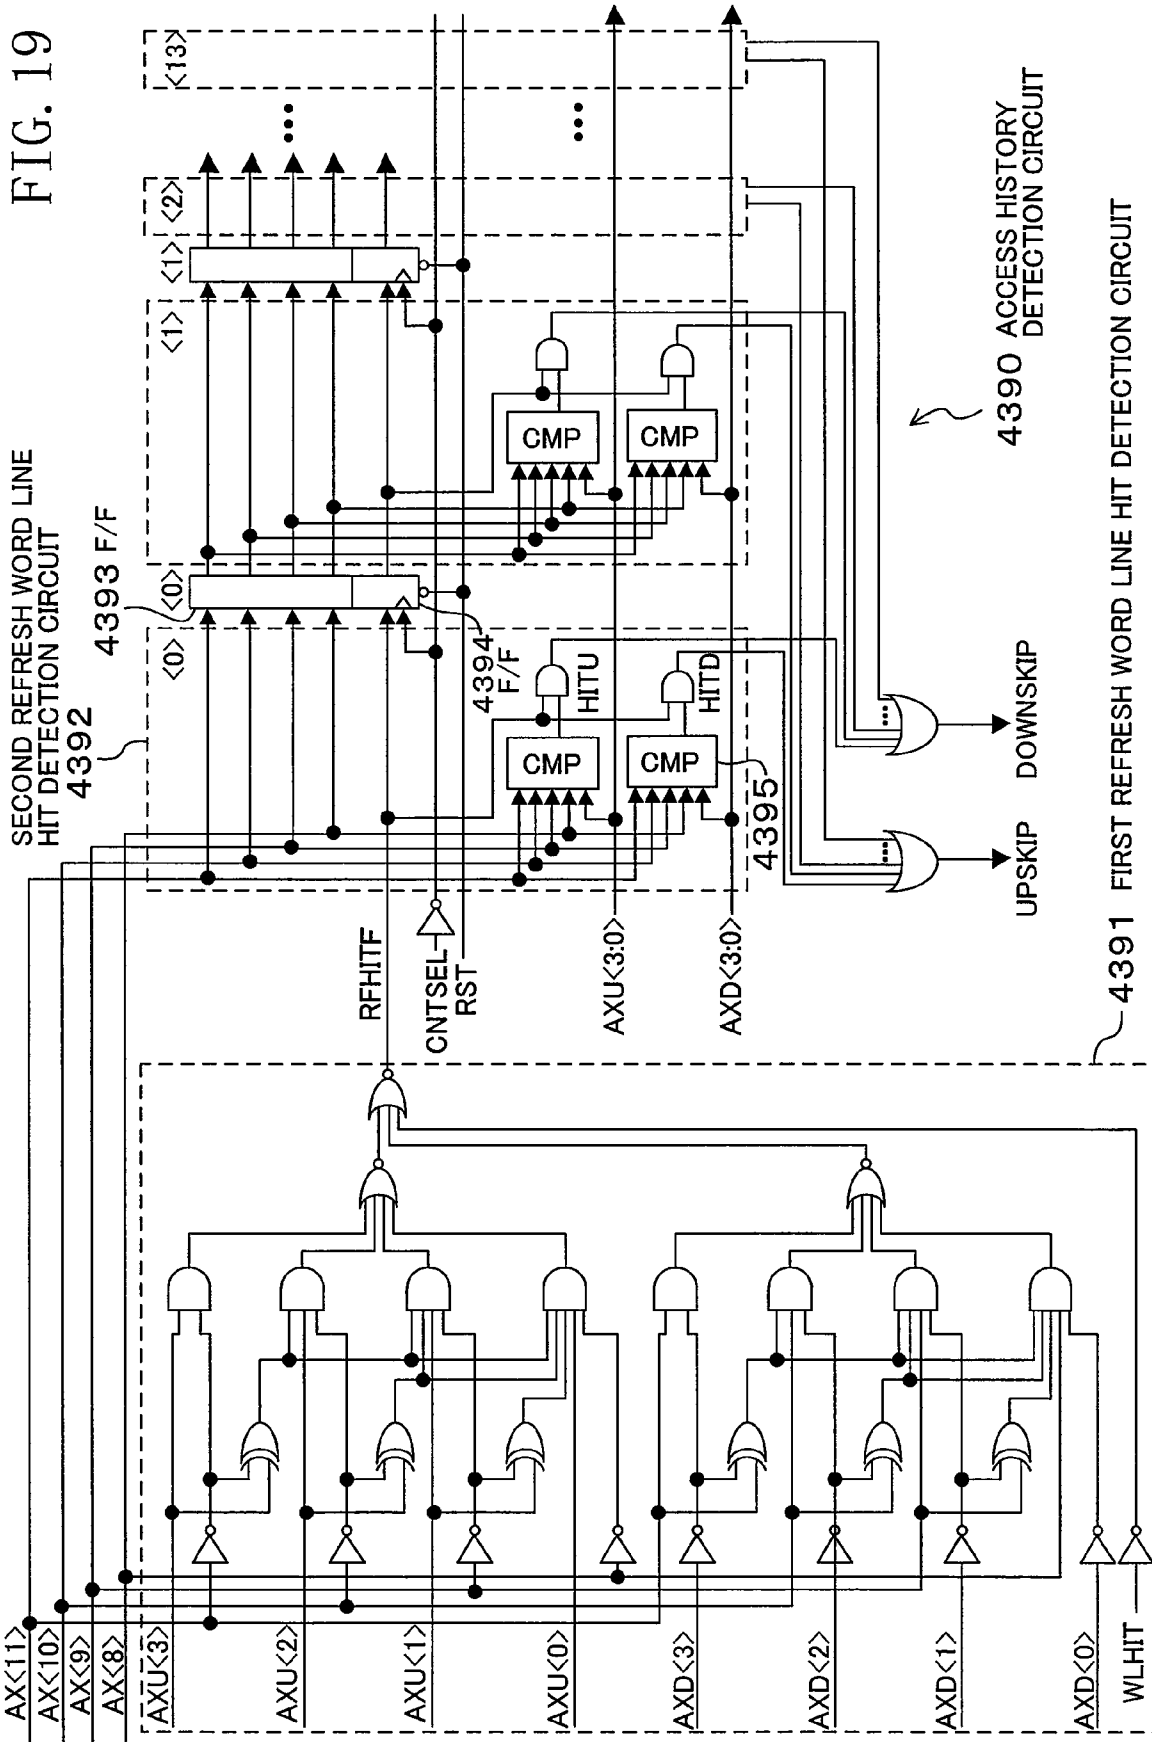 FIG. 19
SECOND REFRESH WORD LINE
HIT DETECTION CIRCUIT
4392
4393 F/F
<0>
<0>
<1>
<1>
<2>
<13>
4394
F/F
HITU
HITD
CMP
CMP
CMP
CMP
4395
RFHITF
CNTSEL
RST
AXU<3:0>
AXD<3:0>
UPSKIP
DOWNSKIP
4390 ACCESS HISTORY
DETECTION CIRCUIT
4391 FIRST REFRESH WORD LINE HIT DETECTION CIRCUIT
AX<11>
AX<10>
AX<9>
AX<8>
AXU<3>
AXU<2>
AXU<1>
AXU<0>
AXD<3>
AXD<2>
AXD<1>
AXD<0>
WLHIT